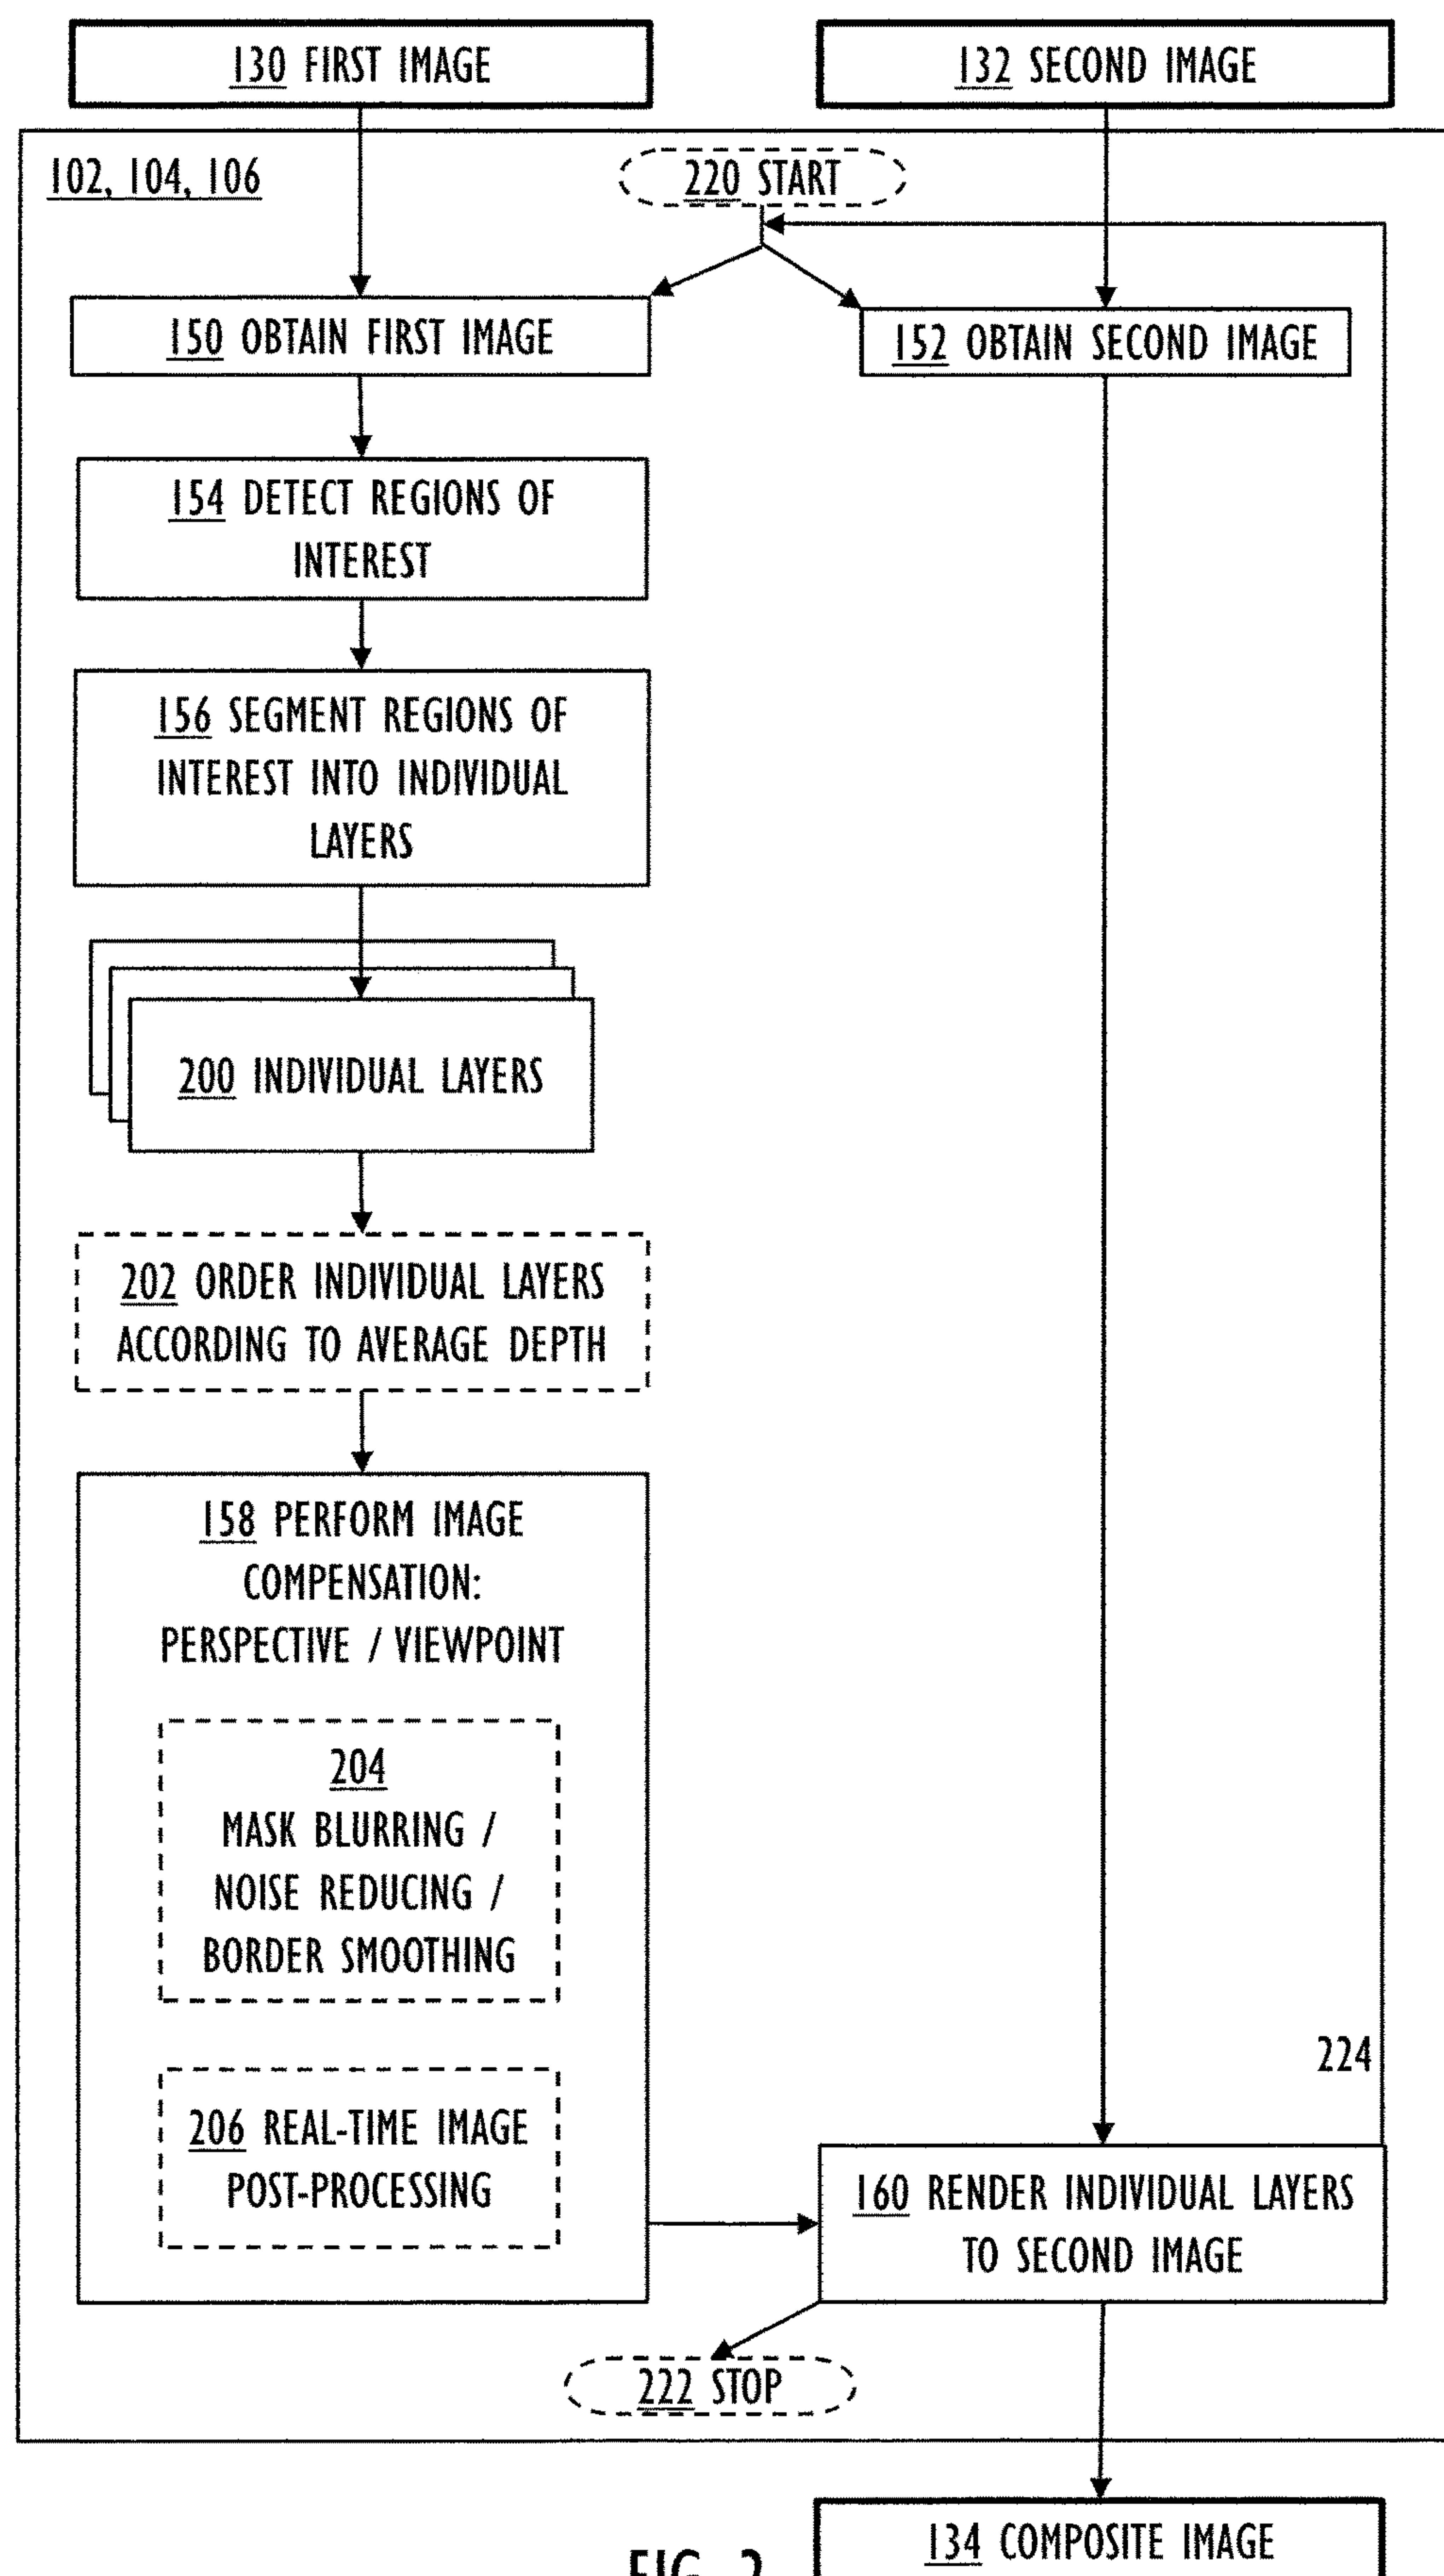 130 FIRST IMAGE
132 SECOND IMAGE
102, 104, 106
220 START
150 OBTAIN FIRST IMAGE
152 OBTAIN SECOND IMAGE
154 DETECT REGIONS OF
INTEREST
156 SEGMENT REGIONS OF
INTEREST INTO INDIVIDUAL
LAYERS
200 INDIVIDUAL LAYERS
202 ORDER INDIVIDUAL LAYERS
ACCORDING TO AVERAGE DEPTH
158 PERFORM IMAGE
COMPENSATION:
PERSPECTIVE / VIEWPOINT
204
MASK BLURRING /
NOISE REDUCING /
BORDER SMOOTHING
206 REAL-TIME IMAGE
POST-PROCESSING
224
160 RENDER INDIVIDUAL LAYERS
TO SECOND IMAGE
222 STOP
134 COMPOSITE IMAGE
FIG. 2